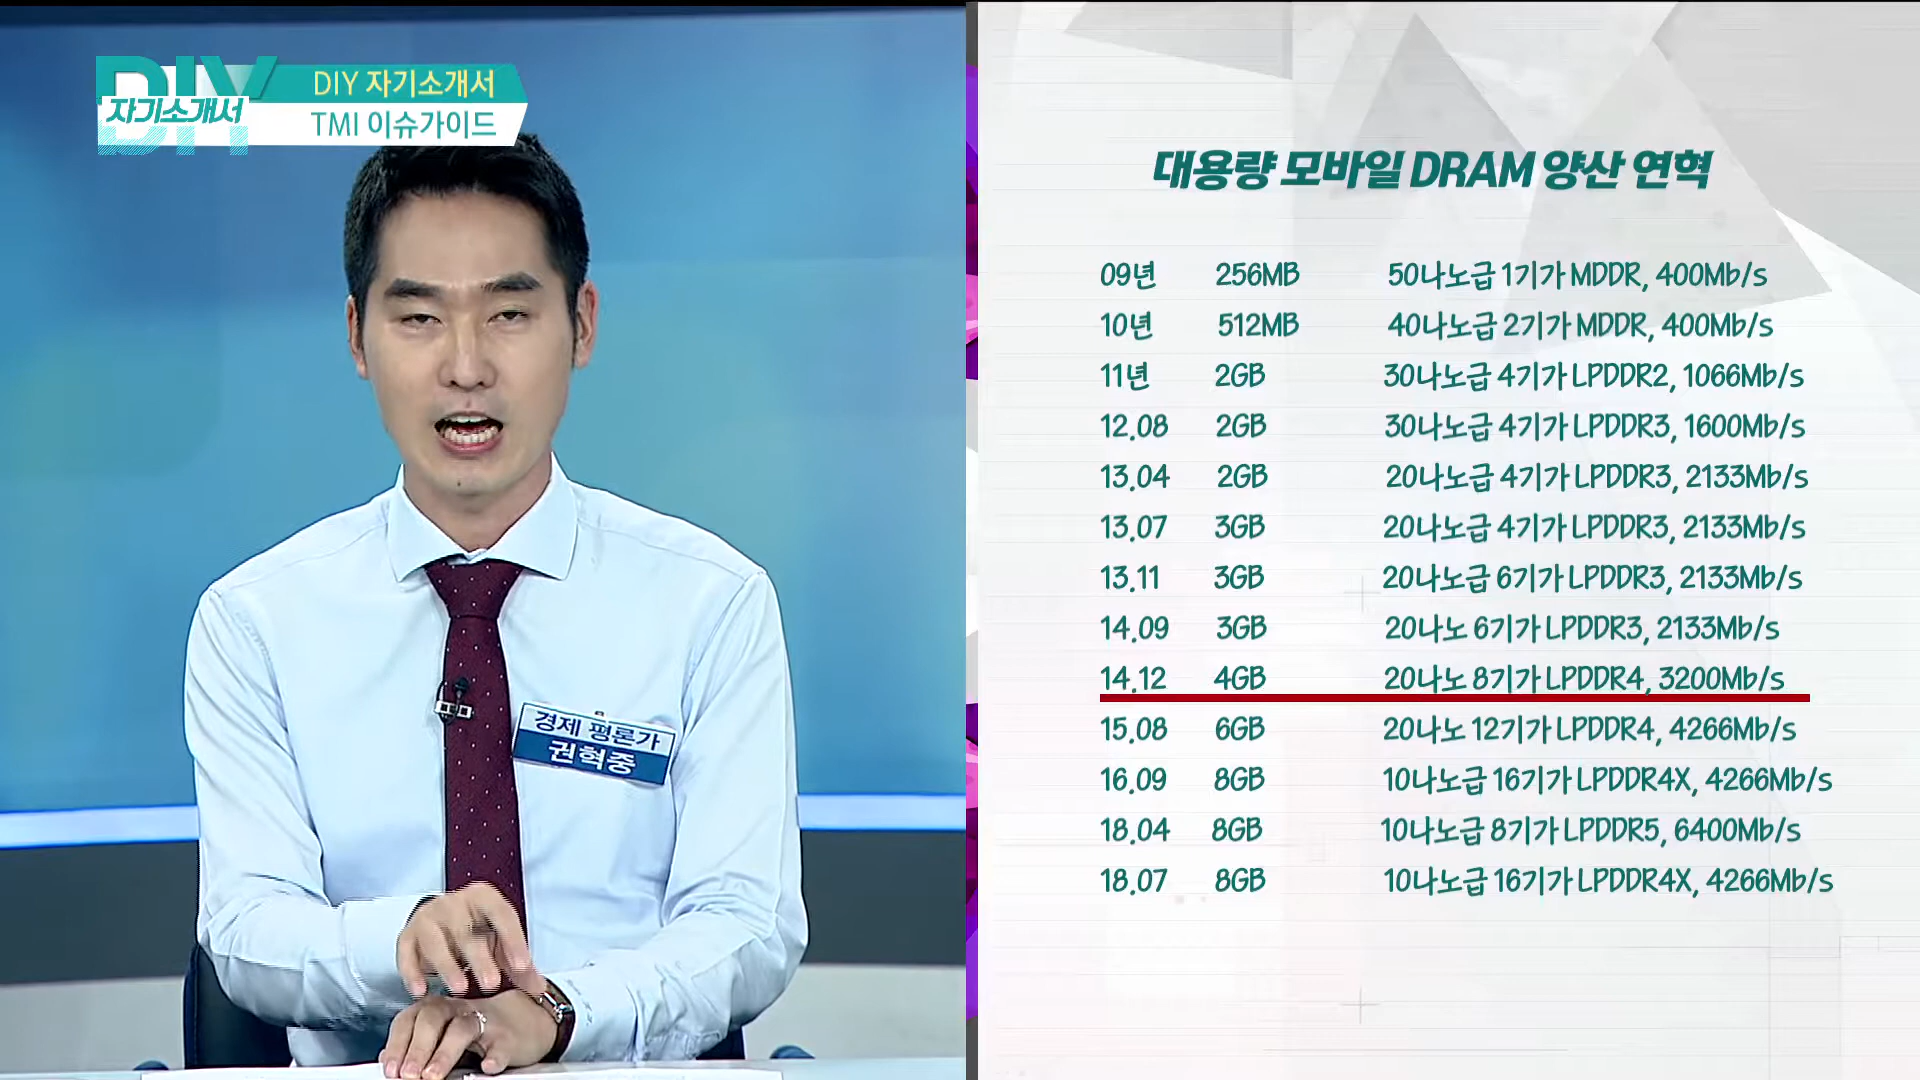 DIY
자기소개서
DIY 자기소개서
TMI 이슈가이드
경제 평론가
권혁중
대용량 모바일 DRAM 양산 연혁
09년 256MB 50나노급 1기가 MDDR, 400Mb/s
10년 512MB 40나노급 2기가 MDDR, 400Mb/s
11년 2GB 30나노급 4기가 LPDDR2, 1066Mb/s
12.08 2GB 30나노급 4기가 LPDDR3, 1600Mb/s
13.04 2GB 20나노급 4기가 LPDDR3, 2133Mb/s
13.07 3GB 20나노급 4기가 LPDDR3, 2133Mb/s
13.11 3GB 20나노급 6기가 LPDDR3, 2133Mb/s
14.09 3GB 20나노 6기가 LPDDR3, 2133Mb/s
14.12 4GB 20나노 8기가 LPDDR4, 3200Mb/s
15.08 6GB 20나노 12기가 LPDDR4, 4266Mb/s
16.09 8GB 10나노급 16기가 LPDDR4X, 4266Mb/s
18.04 8GB 10나노급 8기가 LPDDR5, 6400Mb/s
18.07 8GB 10나노급 16기가 LPDDR4X, 4266Mb/s